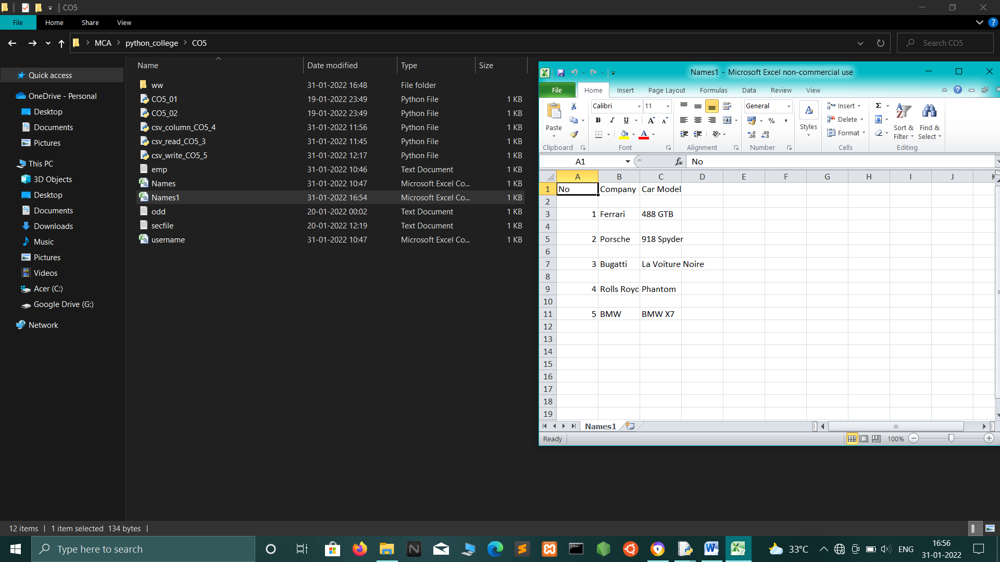 CO5
File Home Share View
MCA python_college CO5
Search CO5
Quick access
OneDrive - Personal
Desktop
Documents
Pictures
This PC
3D Objects
Desktop
Documents
Downloads
Music
Pictures
Videos
Acer (C:)
Google Drive (G:)
Network
Name Date modified Type Size
ww 31-01-2022 16:48 File folder
CO5_01 19-01-2022 23:49 Python File 1 KB
CO5_02 19-01-2022 23:49 Python File 1 KB
csv_column_CO5_4 31-01-2022 11:56 Python File 1 KB
csv_read_CO5_3 31-01-2022 11:45 Python File 1 KB
csv_write_CO5_5 31-01-2022 12:17 Python File 1 KB
emp 31-01-2022 10:46 Text Document 1 KB
Names 31-01-2022 10:47 Microsoft Excel Co... 1 KB
Names1 31-01-2022 16:54 Microsoft Excel Co... 1 KB
odd 20-01-2022 00:02 Text Document 1 KB
secfile 20-01-2022 12:19 Text Document 1 KB
username 31-01-2022 10:47 Microsoft Excel Co... 1 KB
Names1 - Microsoft Excel non-commercial use
File Home Insert Page Layout Formulas Data Review View
Calibri 11 General Insert
Paste B I U A A % , Styles Delete Sort & Find &
Format Filter Select
Clipboard Font Alignment Number Cells Editing
A1 fx No
A B C D E F G H I J K
1 No Company Car Model
2
3 1 Ferrari 488 GTB
4
5 2 Porsche 918 Spyder
6
7 3 Bugatti La Voiture Noire
8
9 4 Rolls Royc Phantom
10
11 5 BMW BMW X7
12
13
14
15
16
17
18
19
Names1
Ready 100%
12 items 1 item selected 134 bytes
Type here to search
33°C ENG 16:56
31-01-2022